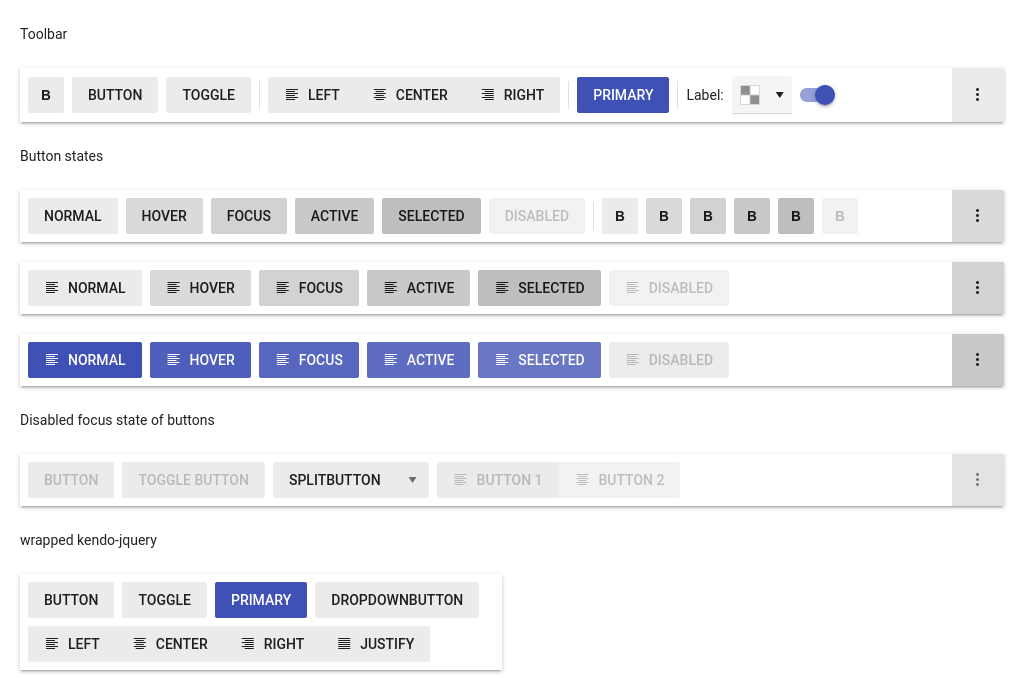 Toolbar
B BUTTON TOGGLE LEFT CENTER RIGHT PRIMARY Label:
Button states
NORMAL HOVER FOCUS ACTIVE SELECTED DISABLED B B B B B B
NORMAL HOVER FOCUS ACTIVE SELECTED DISABLED
NORMAL HOVER FOCUS ACTIVE SELECTED DISABLED
Disabled focus state of buttons
BUTTON TOGGLE BUTTON SPLITBUTTON BUTTON 1 BUTTON 2
wrapped kendo-jquery
BUTTON TOGGLE PRIMARY DROPDOWNBUTTON
LEFT CENTER RIGHT JUSTIFY